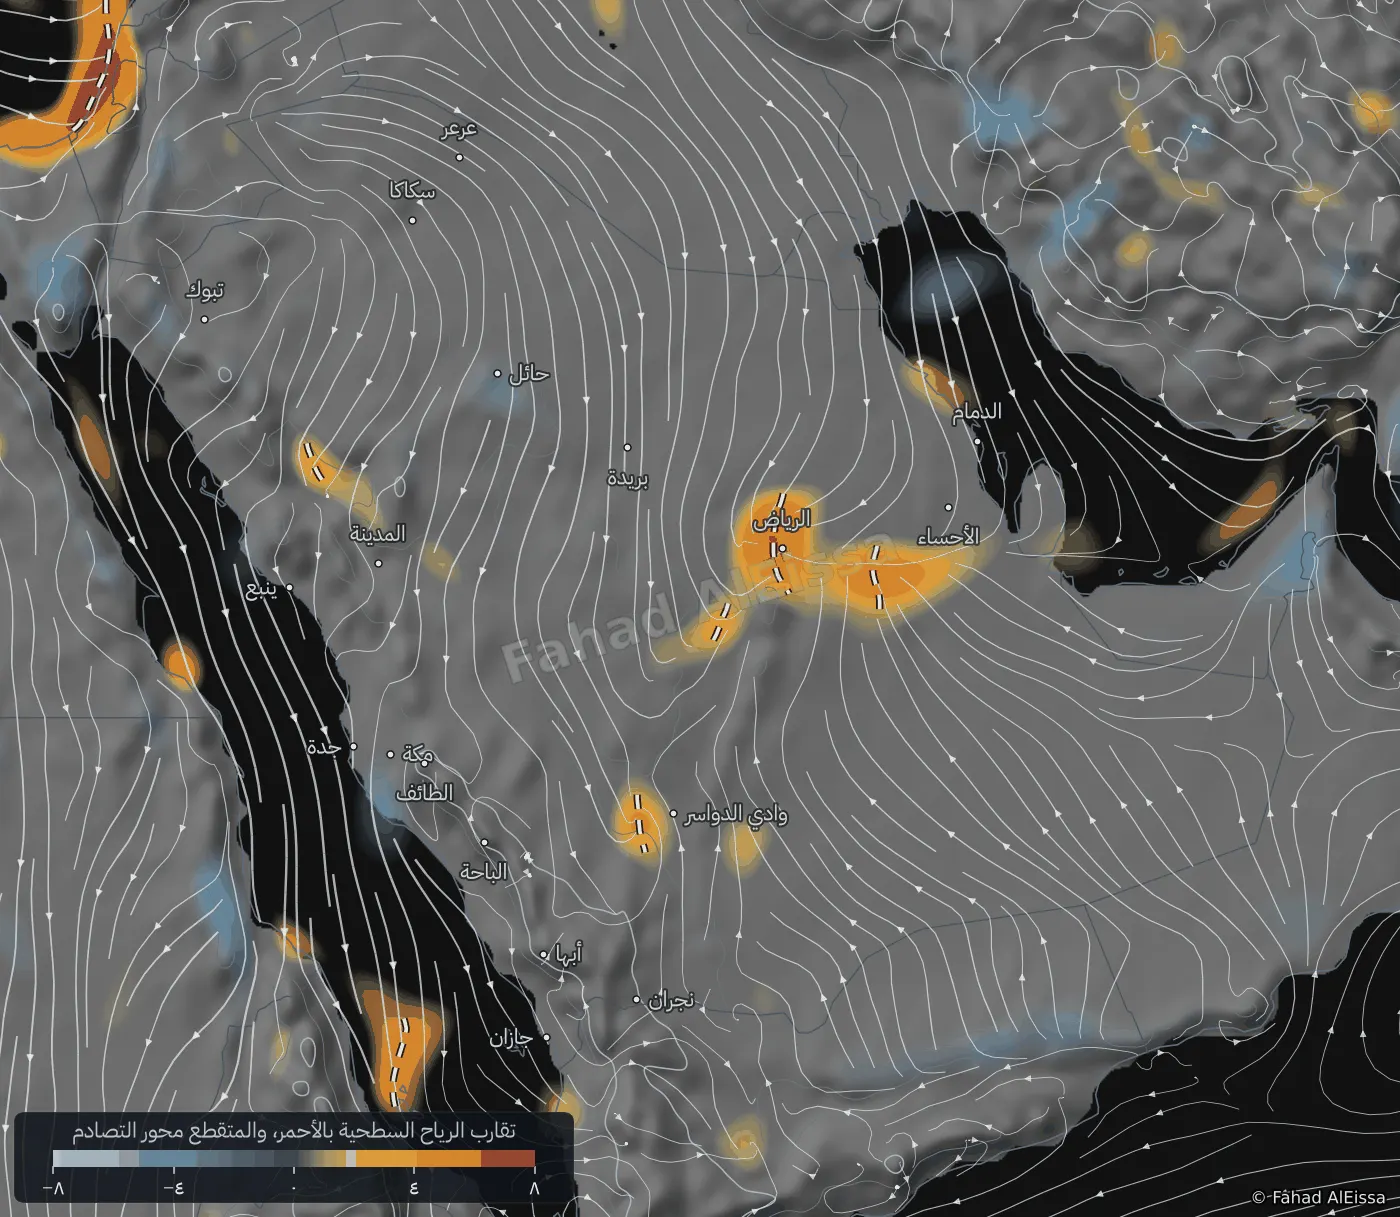 عرعر
سكاكا
تبوك
حائل
الدمام
بريدة
الرياض
المدينة
الأحساء
ينبع
Fahad AlEissa
جدة
مكة
الطائف
وادي الدواسر
الباحة
أبها
نجران
جازان
تقارب الرياح السطحية بالأحمر، والمتقطع محور التصادم
−٨ −٤ ٠ ٤ ٨
© Fahad AlEissa